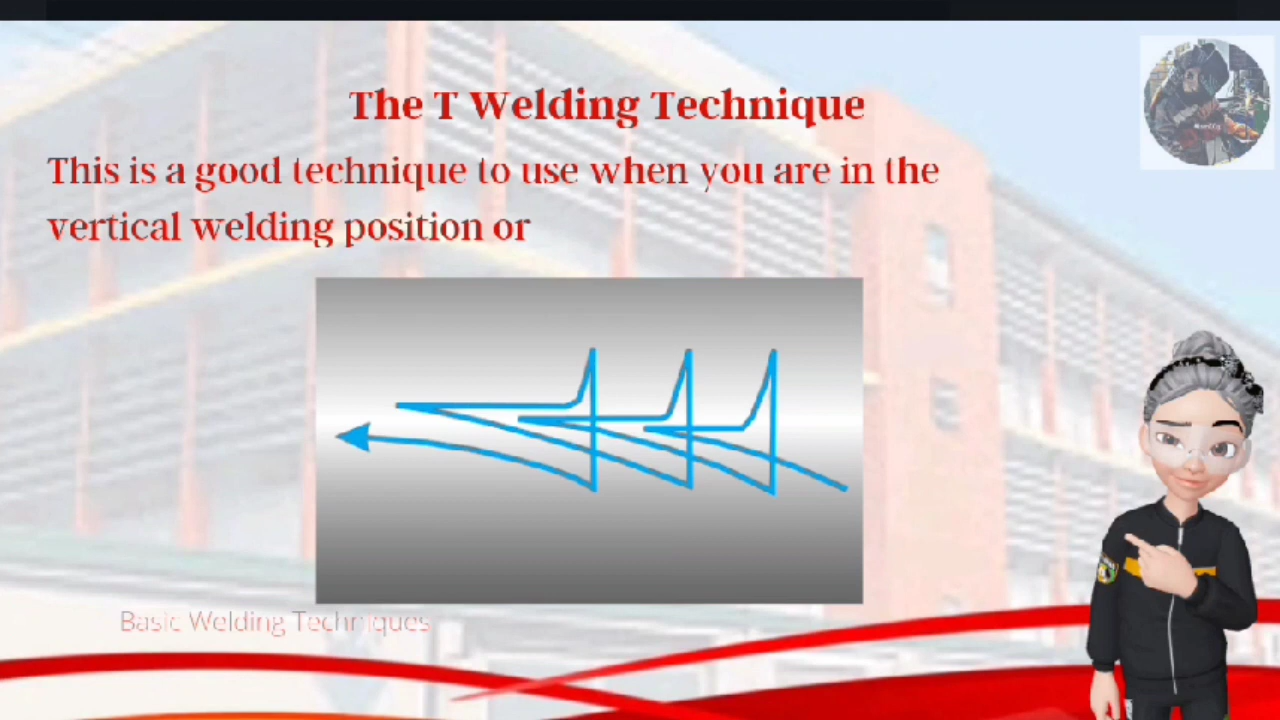 The T Welding Technique
This is a good technique to use when you are in the
vertical welding position or
Basic Welding Techniques